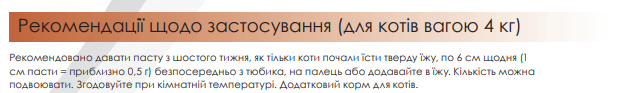 Рекомендації щодо застосування (для котів вагою 4 кг)
Рекомендовано давати пасту з шостого тижня, як тільки коти почали їсти тверду їжу, по 6 см щодня (1
см пасти = приблизно 0,5 г) безпосередньо з тюбика, на палець або додавайте в їжу. Кількість можна
подвоювати. Згодовуйте при кімнатній температурі. Додатковий корм для котів.